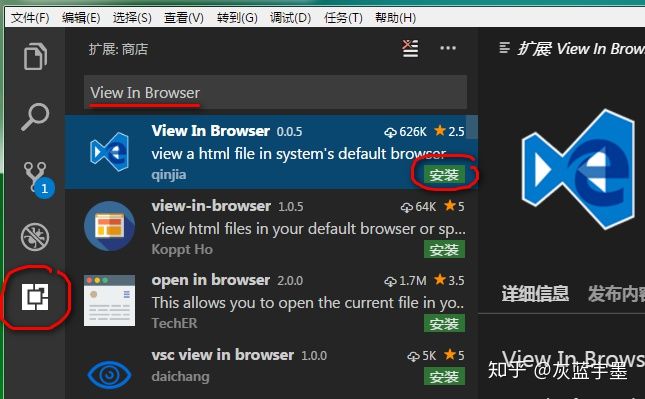 文件(F) 编辑(E) 选择(S) 查看(V) 转到(G) 调试(D) 任务(T) 帮助(H)
扩展: 商店
View In Browser
View In Browser 0.0.5 626K 2.5
view a html file in system's default browser
qinjia 安装
view-in-browser 1.0.5 64K 5
View html files in your default browser or sp...
Koppt Ho 安装
open in browser 2.0.0 1.7M 3.5
This allows you to open the current file in yo...
TechER 安装
vsc view in browser 1.0.0 5K 5
daichang 安装
1
扩展 View In Brows
详细信息 发布内容
View In Brows
知乎 @灰蓝手墨